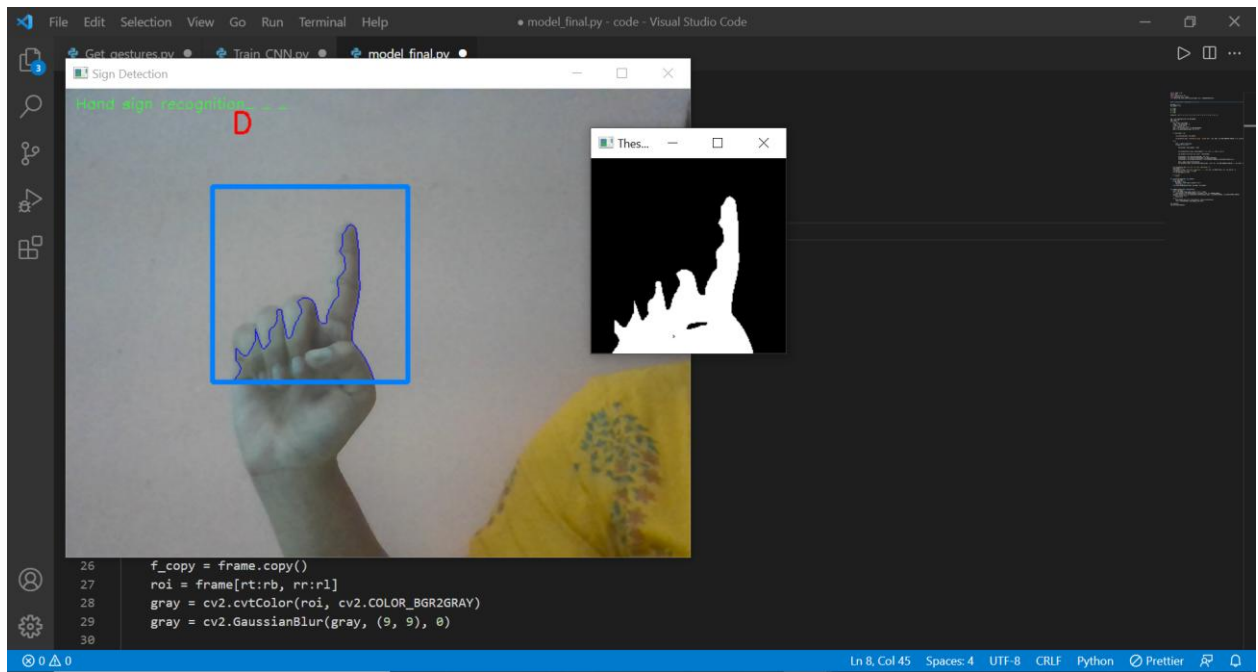 File Edit Selection View Go Run Terminal Help
● model_final.py - code - Visual Studio Code
Get_gestures.py ● Train_CNN.py ● model_final.py ●
3
Sign Detection
Hand sign recognition_ _ _
D
Thes...
26 f_copy = frame.copy()
27 roi = frame[rt:rb, rr:rl]
28 gray = cv2.cvtColor(roi, cv2.COLOR_BGR2GRAY)
29 gray = cv2.GaussianBlur(gray, (9, 9), 0)
30
0 0 Ln 8, Col 45 Spaces: 4 UTF-8 CRLF Python Prettier